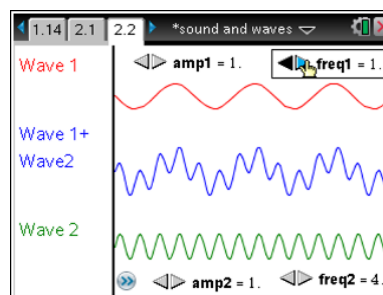 1.14 2.1 2.2 *sound and waves
Wave 1 amp1 = 1. freq1 = 1.
Wave 1+
Wave2
Wave 2
amp2 = 1. freq2 = 4.